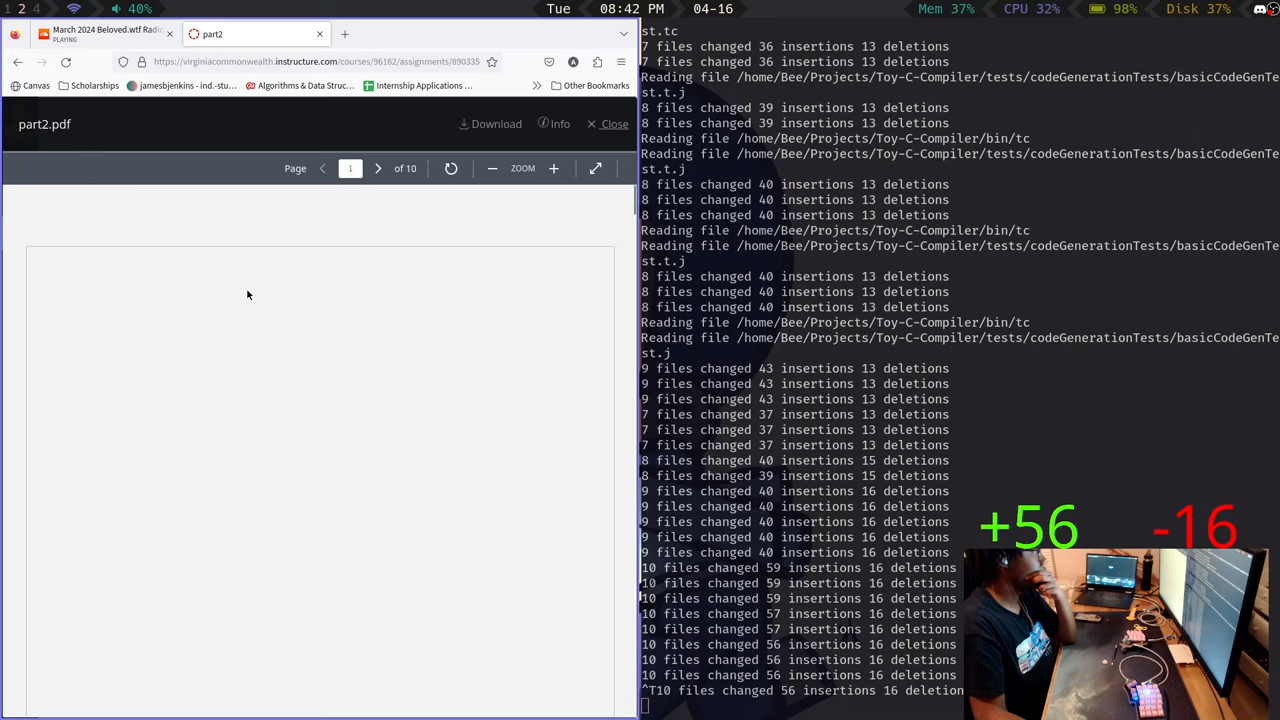 1 2 4 40% Tue 08:42 PM 04-16 Mem 37% CPU 32% 98% Disk 37%
March 2024 Beloved.wtf Radio
PLAYING
part2
https://virginiacommonwealth.instructure.com/courses/96162/assignments/890335
Canvas Scholarships jamesbjenkins - ind.-stu... Algorithms & Data Struc... Internship Applications ... Other Bookmarks
part2.pdf Download Info Close
Page 1 of 10 ZOOM
st.tc
7 files changed 36 insertions 13 deletions
7 files changed 36 insertions 13 deletions
Reading file /home/Bee/Projects/Toy-C-Compiler/tests/codeGenerationTests/basicCodeGenTe
st.t.j
8 files changed 39 insertions 13 deletions
8 files changed 39 insertions 13 deletions
Reading file /home/Bee/Projects/Toy-C-Compiler/bin/tc
Reading file /home/Bee/Projects/Toy-C-Compiler/tests/codeGenerationTests/basicCodeGenTe
st.t.j
8 files changed 40 insertions 13 deletions
8 files changed 40 insertions 13 deletions
8 files changed 40 insertions 13 deletions
Reading file /home/Bee/Projects/Toy-C-Compiler/bin/tc
Reading file /home/Bee/Projects/Toy-C-Compiler/tests/codeGenerationTests/basicCodeGenTe
st.t.j
8 files changed 40 insertions 13 deletions
8 files changed 40 insertions 13 deletions
8 files changed 40 insertions 13 deletions
Reading file /home/Bee/Projects/Toy-C-Compiler/bin/tc
Reading file /home/Bee/Projects/Toy-C-Compiler/tests/codeGenerationTests/basicCodeGenTe
st.j
9 files changed 43 insertions 13 deletions
9 files changed 43 insertions 13 deletions
9 files changed 43 insertions 13 deletions
7 files changed 37 insertions 13 deletions
7 files changed 37 insertions 13 deletions
7 files changed 37 insertions 13 deletions
8 files changed 40 insertions 15 deletions
8 files changed 39 insertions 15 deletions
9 files changed 40 insertions 16 deletions
9 files changed 40 insertions 16 deletions
9 files changed 40 insertions 16 deletions
9 files changed 40 insertions 16 deletions
9 files changed 40 insertions 16 deletions
10 files changed 59 insertions 16 deletions
10 files changed 59 insertions 16 deletions
10 files changed 59 insertions 16 deletions
10 files changed 57 insertions 16 deletions
10 files changed 57 insertions 16 deletions
10 files changed 56 insertions 16 deletions
10 files changed 56 insertions 16 deletions
10 files changed 56 insertions 16 deletions
^T10 files changed 56 insertions 16 deletion
+56 -16